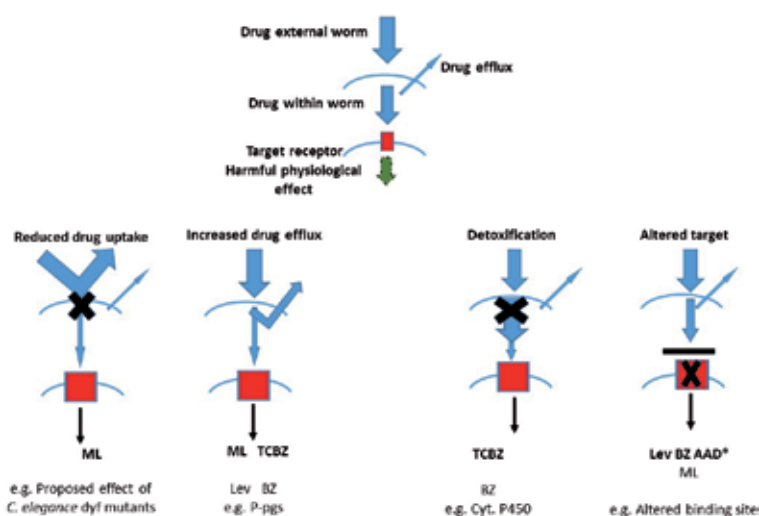 Drug external worm
Drug efflux
Drug within worm
Target receptor
Harmful physiological
effect
Reduced drug uptake
Increased drug efflux
Detoxification
Altered target
ML
ML TCBZ
TCBZ
Lev BZ AAD*
ML
e.g. Proposed effect of
C. elegance dyf mutants
Lev BZ
e.g. P-pgs
BZ
e.g. Cyt. P450
e.g. Altered binding sites